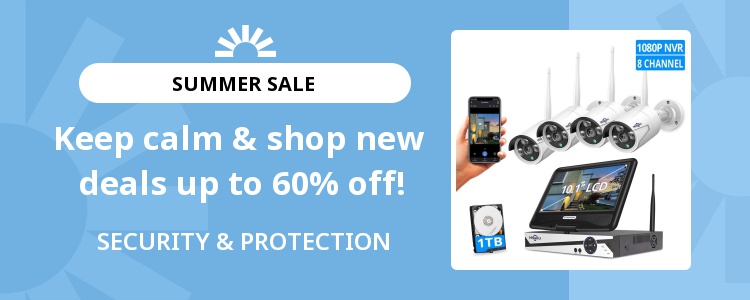 SUMMER SALE
Keep calm & shop new
deals up to 60% off!
SECURITY & PROTECTION
1080P NVR
8 CHANNEL
10.1" LCD
1TB